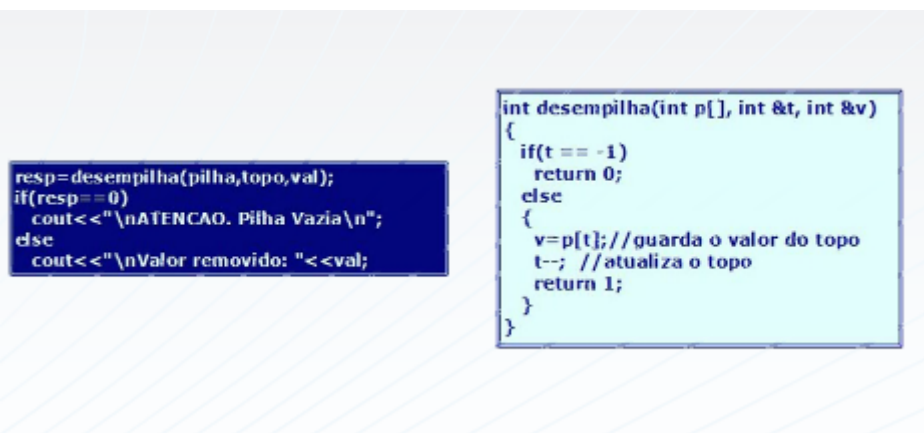 resp=desempilha(pilha,topo,val);
if(resp==0)
cout<<"\nATENCAO. Pilha Vazia\n";
else
cout<<"\nValor removido: "<<val;
int desempilha(int p[], int &t, int &v)
{
if(t == -1)
return 0;
else
{
v=p[t];//guarda o valor do topo
t--; //atualiza o topo
return 1;
}
}